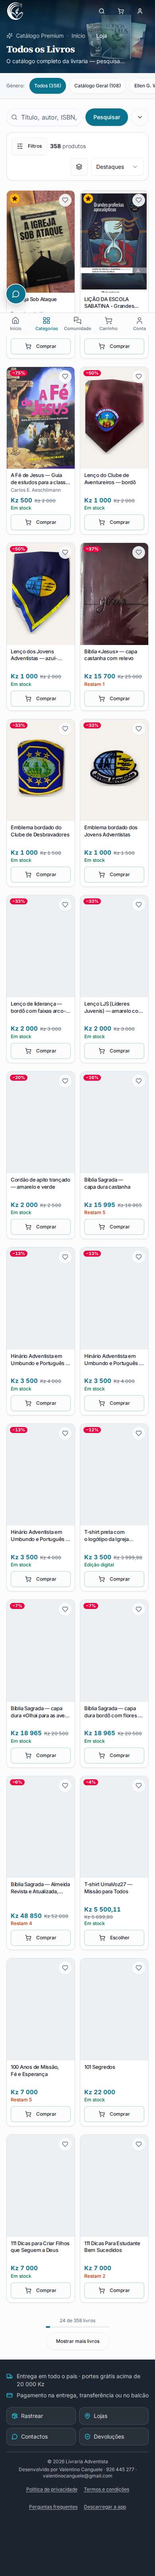 Catálogo Premium · Início · Loja
Todos os Livros
O catálogo completo da livraria — pesquise...
Género:
Todos (358)
Catálogo Geral (108)
Ellen G. W
Título, autor, ISBN,
Pesquisar
Filtros
358 produtos
Destaques
A IGREJA SOB ATAQUE
Grandes profecias apocalípticas
a Sob Ataque
LIÇÃO DA ESCOLA
SABATINA - Grandes...
Início
Categorias
Comunidade
Carrinho
Conta
Comprar
Comprar
−76%
−50%
A FÉ DE JESUS
A Fé de Jesus — Guia
de estudos para a class...
Carlos E. Aeschlimann
Kz 500 Kz 2 000
Em stock
Comprar
Lenço do Clube de
Aventureiros — bordô
Kz 1 000 Kz 2 000
Em stock
Comprar
−50%
−37%
Lenço dos Jovens
Adventistas — azul-...
Kz 1 000 Kz 2 000
Em stock
Comprar
Bíblia «Jesus» — capa
castanha com relevo
Kz 15 700 Kz 25 000
Restam 1
Comprar
−33%
−33%
Emblema bordado do
Clube de Desbravadores
Kz 1 000 Kz 1 500
Em stock
Comprar
Emblema bordado dos
Jovens Adventistas
Kz 1 000 Kz 1 500
Em stock
Comprar
−33%
−33%
Lenço de liderança —
bordô com faixas arco-...
Kz 2 000 Kz 3 000
Em stock
Comprar
Lenço LJS (Líderes
Juvenis) — amarelo co...
Kz 2 000 Kz 3 000
Em stock
Comprar
−20%
−16%
Cordão de apito trançado
— amarelo e verde
Kz 2 000 Kz 2 500
Em stock
Comprar
Bíblia Sagrada —
capa dura castanha
Kz 15 995 Kz 18 965
Restam 5
Comprar
−13%
−13%
Hinário Adventista em
Umbundo e Português ...
Kz 3 500 Kz 4 000
Em stock
Comprar
Hinário Adventista em
Umbundo e Português ...
Kz 3 500 Kz 4 000
Em stock
Comprar
−13%
−12%
Hinário Adventista em
Umbundo e Português ...
Kz 3 500 Kz 4 000
Em stock
Comprar
T-shirt preta com
o logótipo da Igreja...
Kz 3 500 Kz 3 999,98
Edição digital
Comprar
−7%
−7%
Bíblia Sagrada — capa
dura «Olhai para as ave...
Kz 18 965 Kz 20 500
Em stock
Comprar
Bíblia Sagrada — capa
dura bordô com flores ...
Kz 18 965 Kz 20 500
Em stock
Comprar
−6%
−4%
Bíblia Sagrada — Almeida
Revista e Atualizada,...
Kz 48 850 Kz 52 000
Restam 4
Comprar
T-shirt UmaVoz27 —
Missão para Todos
Kz 5 500,11
Em stock
Escolher
100 Anos de Missão,
Fé e Esperança
Kz 7 000
Restam 5
Comprar
101 Segredos
Kz 22 000
Em stock
Comprar
111 Dicas para Criar Filhos
que Seguem a Deus
Kz 7 000
Em stock
Comprar
111 Dicas Para Estudante
Bem Sucedidos
Kz 7 000
Restam 2
Comprar
24 de 358 livros
Mostrar mais livros
Entrega em todo o país · portes grátis acima de
20 000 Kz
Pagamento na entrega, transferência ou no balcão
Rastrear
Lojas
Contactos
Devoluções
© 2026 Livraria Adventista
Desenvolvido por Valentino Canguele · 926 445 277 ·
valentinocanguele@gmail.com
Política de privacidade
Termos e condições
Perguntas frequentes
Descarregar a app